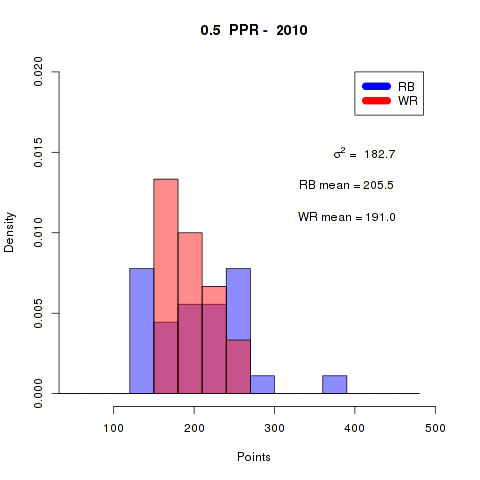 0.5 PPR - 2010
RB
WR
σ2 = 182.7
RB mean = 205.5
WR mean = 191.0
Density
0.020
0.015
0.010
0.005
0.000
100 200 300 400 500
Points